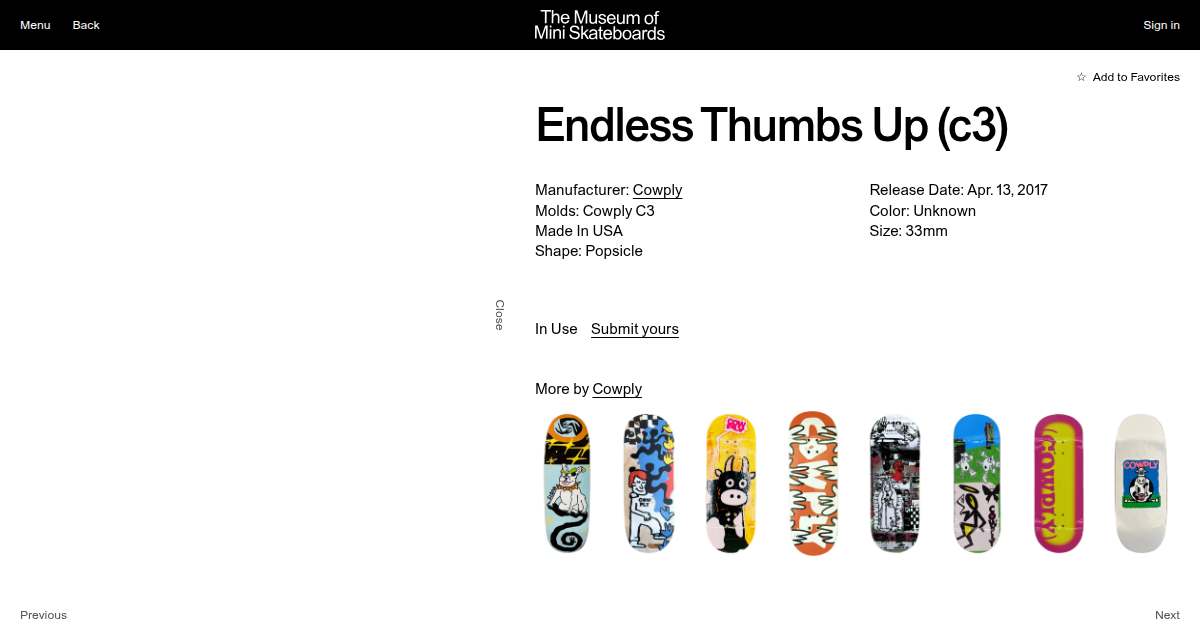 Menu
Back
The Museum of
Mini Skateboards
Sign in
☆ Add to Favorites
Endless Thumbs Up (c3)
Manufacturer: Cowply
Molds: Cowply C3
Made In USA
Shape: Popsicle
Release Date: Apr. 13, 2017
Color: Unknown
Size: 33mm
Close
In Use Submit yours
More by Cowply
COWPLY
COWPLY
Previous
Next